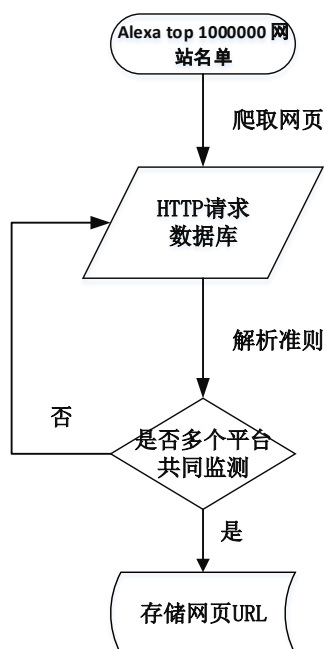 Alexa top 1000000 网
站名单
爬取网页
HTTP请求
数据库
解析准则
否
是否多个平台
共同监测
是
存储网页URL